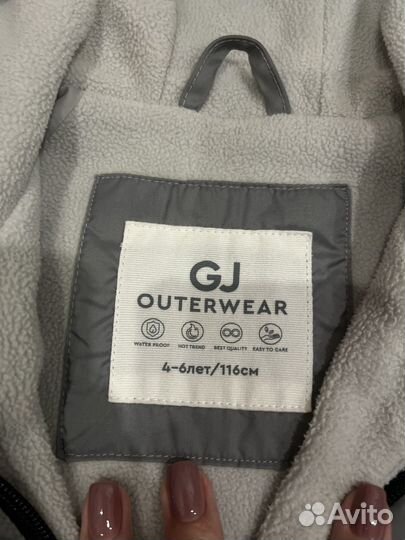 GJ
OUTERWEAR
WATER PROOF HOT TREND BEST QUALITY EASY TO CARE
4-6лет/116см
Avito